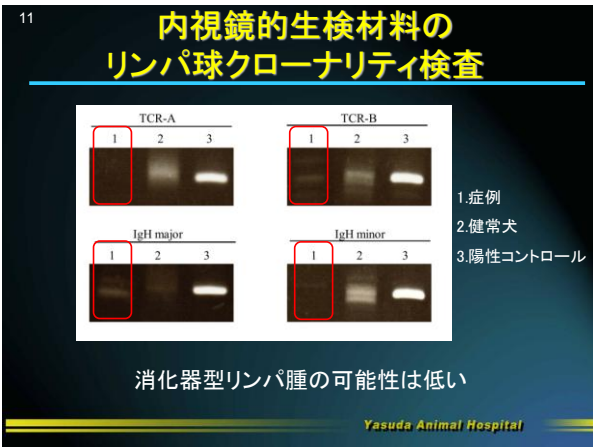 11
内視鏡的生検材料の
リンパ球クローナリティ検査
TCR-A
1 2 3
TCR-B
1 2 3
IgH major
1 2 3
IgH minor
1 2 3
1.症例
2.健常犬
3.陽性コントロール
消化器型リンパ腫の可能性は低い
Yasuda Animal Hospital